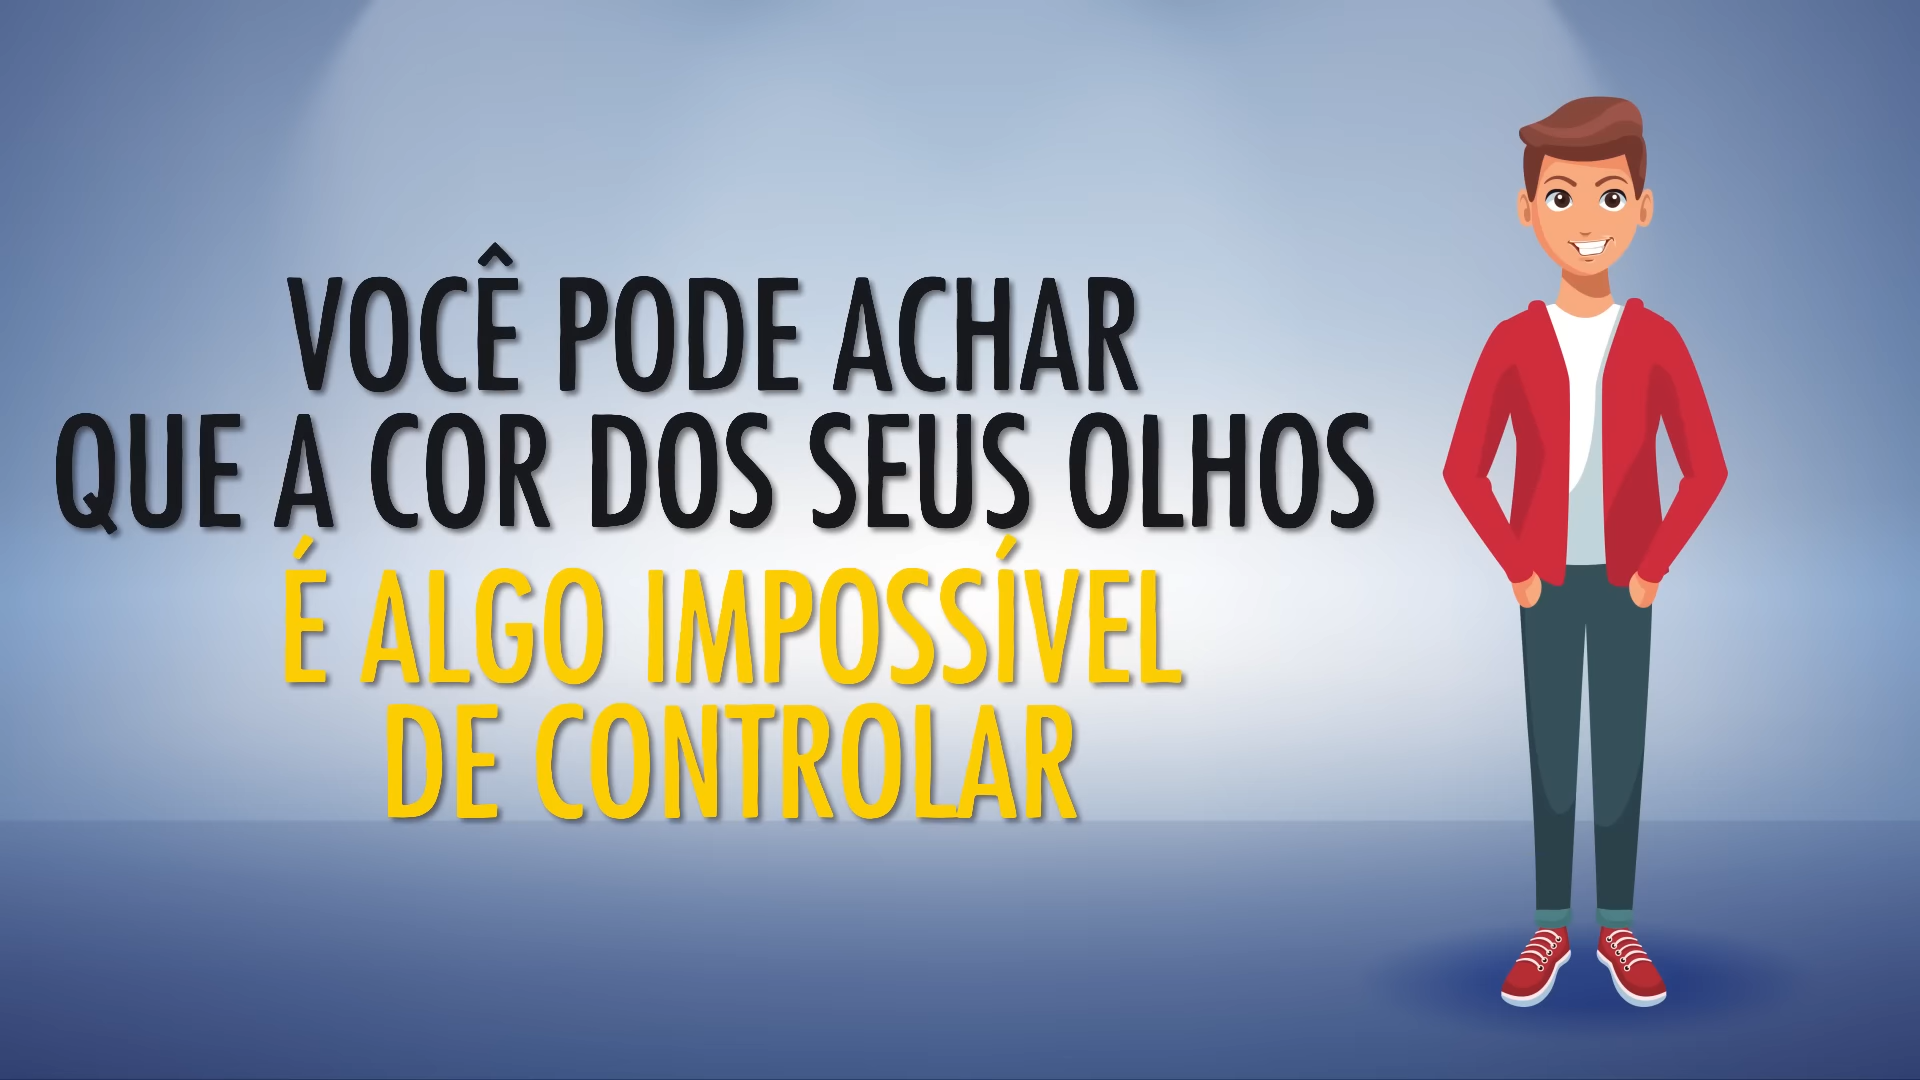 VOCÊ PODE ACHAR
QUE A COR DOS SEUS OLHOS
É ALGO IMPOSSÍVEL
DE CONTROLAR